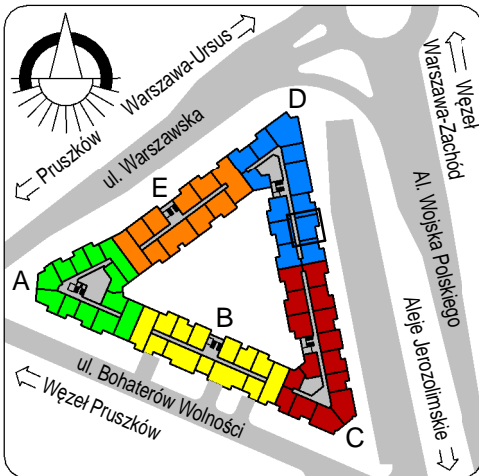 Warszawa-Ursus
Pruszków
ul. Warszawska
Węzeł
Warszawa-Zachód
D
E
Al. Wojska Polskiego
A
B
Aleje Jerozolimskie
ul. Bohaterów Wolności
Węzeł Pruszków
C